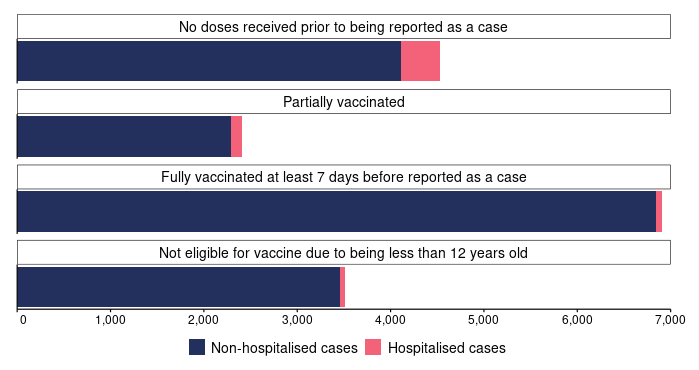 No doses received prior to being reported as a case
Partially vaccinated
Fully vaccinated at least 7 days before reported as a case
Not eligible for vaccine due to being less than 12 years old
0 1,000 2,000 3,000 4,000 5,000 6,000 7,000
Non-hospitalised cases Hospitalised cases